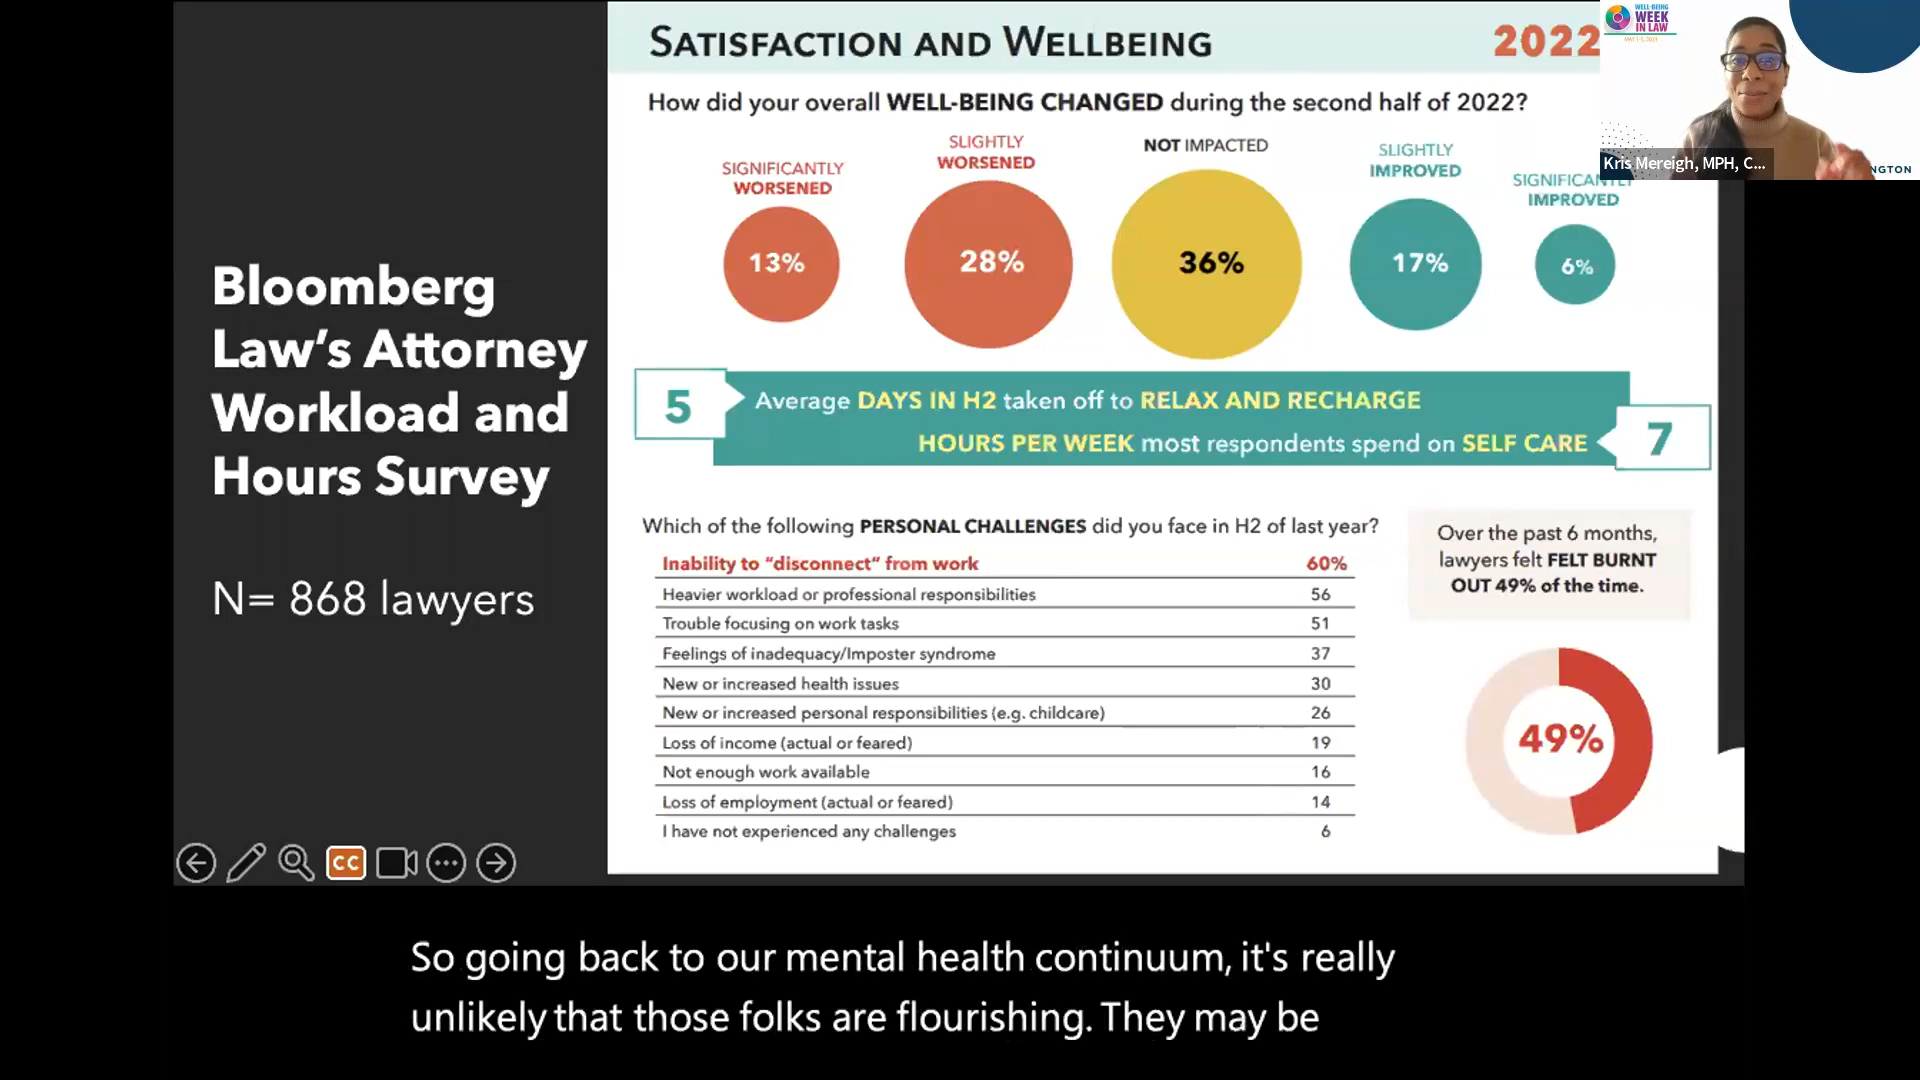 SATISFACTION AND WELLBEING
2022
WELL-BEING
WEEK
IN LAW
MAY 1-5, 2023
Kris Mereigh, MPH, C...
NGTON
How did your overall WELL-BEING CHANGED during the second half of 2022?
SIGNIFICANTLY
WORSENED
13%
SLIGHTLY
WORSENED
28%
NOT IMPACTED
36%
SLIGHTLY
IMPROVED
17%
SIGNIFICANTLY
IMPROVED
6%
Bloomberg
Law's Attorney
Workload and
Hours Survey
N= 868 lawyers
5
Average DAYS IN H2 taken off to RELAX AND RECHARGE
HOURS PER WEEK most respondents spend on SELF CARE
7
Which of the following PERSONAL CHALLENGES did you face in H2 of last year?
Inability to "disconnect" from work 60%
Heavier workload or professional responsibilities 56
Trouble focusing on work tasks 51
Feelings of inadequacy/Imposter syndrome 37
New or increased health issues 30
New or increased personal responsibilities (e.g. childcare) 26
Loss of income (actual or feared) 19
Not enough work available 16
Loss of employment (actual or feared) 14
I have not experienced any challenges 6
Over the past 6 months,
lawyers felt FELT BURNT
OUT 49% of the time.
49%
CC
So going back to our mental health continuum, it's really
unlikely that those folks are flourishing. They may be